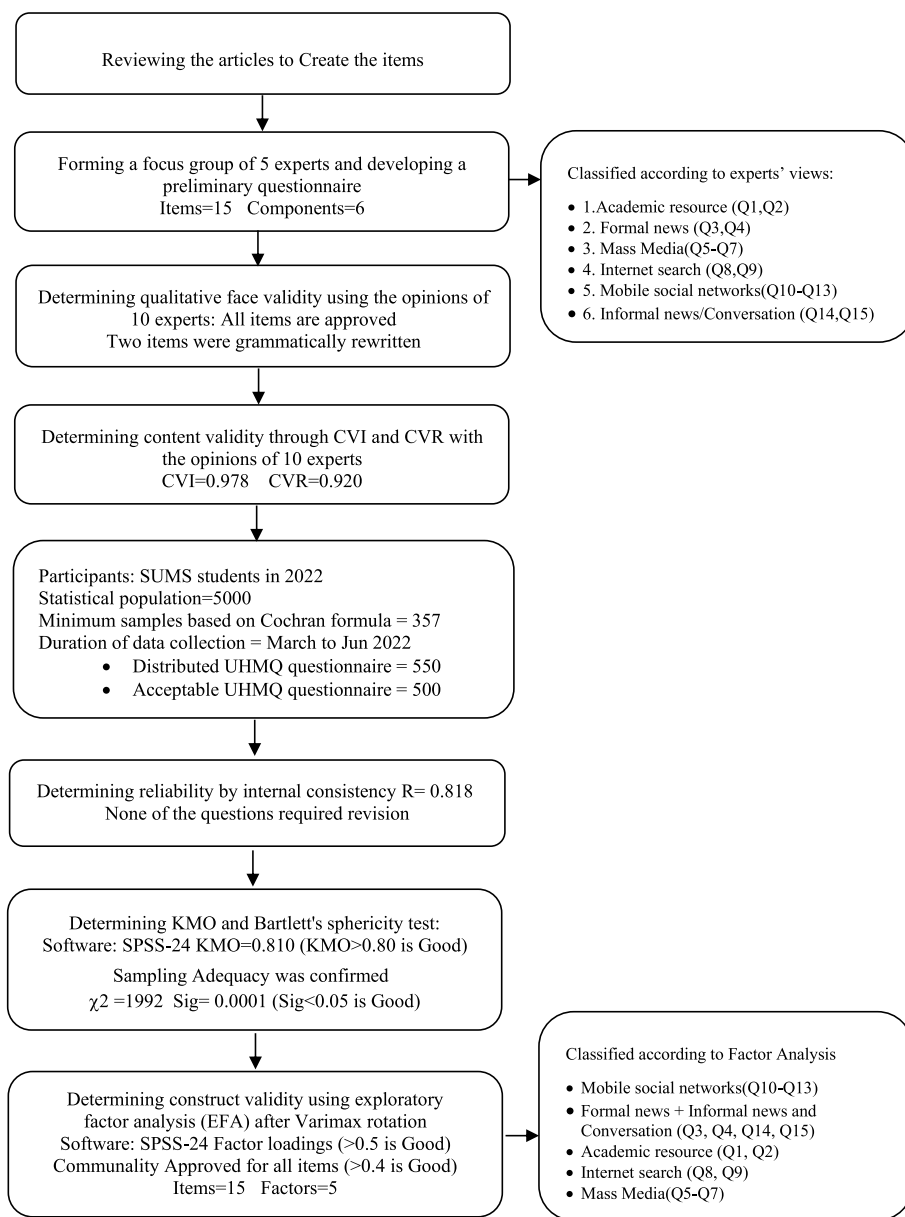 Reviewing the articles to Create the items
Forming a focus group of 5 experts and developing a
preliminary questionnaire
Items=15 Components=6
Classified according to experts' views:
• 1.Academic resource (Q1,Q2)
• 2. Formal news (Q3,Q4)
• 3. Mass Media(Q5-Q7)
• 4. Internet search (Q8,Q9)
• 5. Mobile social networks(Q10-Q13)
• 6. Informal news/Conversation (Q14,Q15)
Determining qualitative face validity using the opinions of
10 experts: All items are approved
Two items were grammatically rewritten
Determining content validity through CVI and CVR with
the opinions of 10 experts
CVI=0.978 CVR=0.920
Participants: SUMS students in 2022
Statistical population=5000
Minimum samples based on Cochran formula = 357
Duration of data collection = March to Jun 2022
• Distributed UHMQ questionnaire = 550
• Acceptable UHMQ questionnaire = 500
Determining reliability by internal consistency R= 0.818
None of the questions required revision
Determining KMO and Bartlett's sphericity test:
Software: SPSS-24 KMO=0.810 (KMO>0.80 is Good)
Sampling Adequacy was confirmed
χ2 =1992 Sig= 0.0001 (Sig<0.05 is Good)
Determining construct validity using exploratory
factor analysis (EFA) after Varimax rotation
Software: SPSS-24 Factor loadings (>0.5 is Good)
Communality Approved for all items (>0.4 is Good)
Items=15 Factors=5
Classified according to Factor Analysis
• Mobile social networks(Q10-Q13)
• Formal news + Informal news and
Conversation (Q3, Q4, Q14, Q15)
• Academic resource (Q1, Q2)
• Internet search (Q8, Q9)
• Mass Media(Q5-Q7)